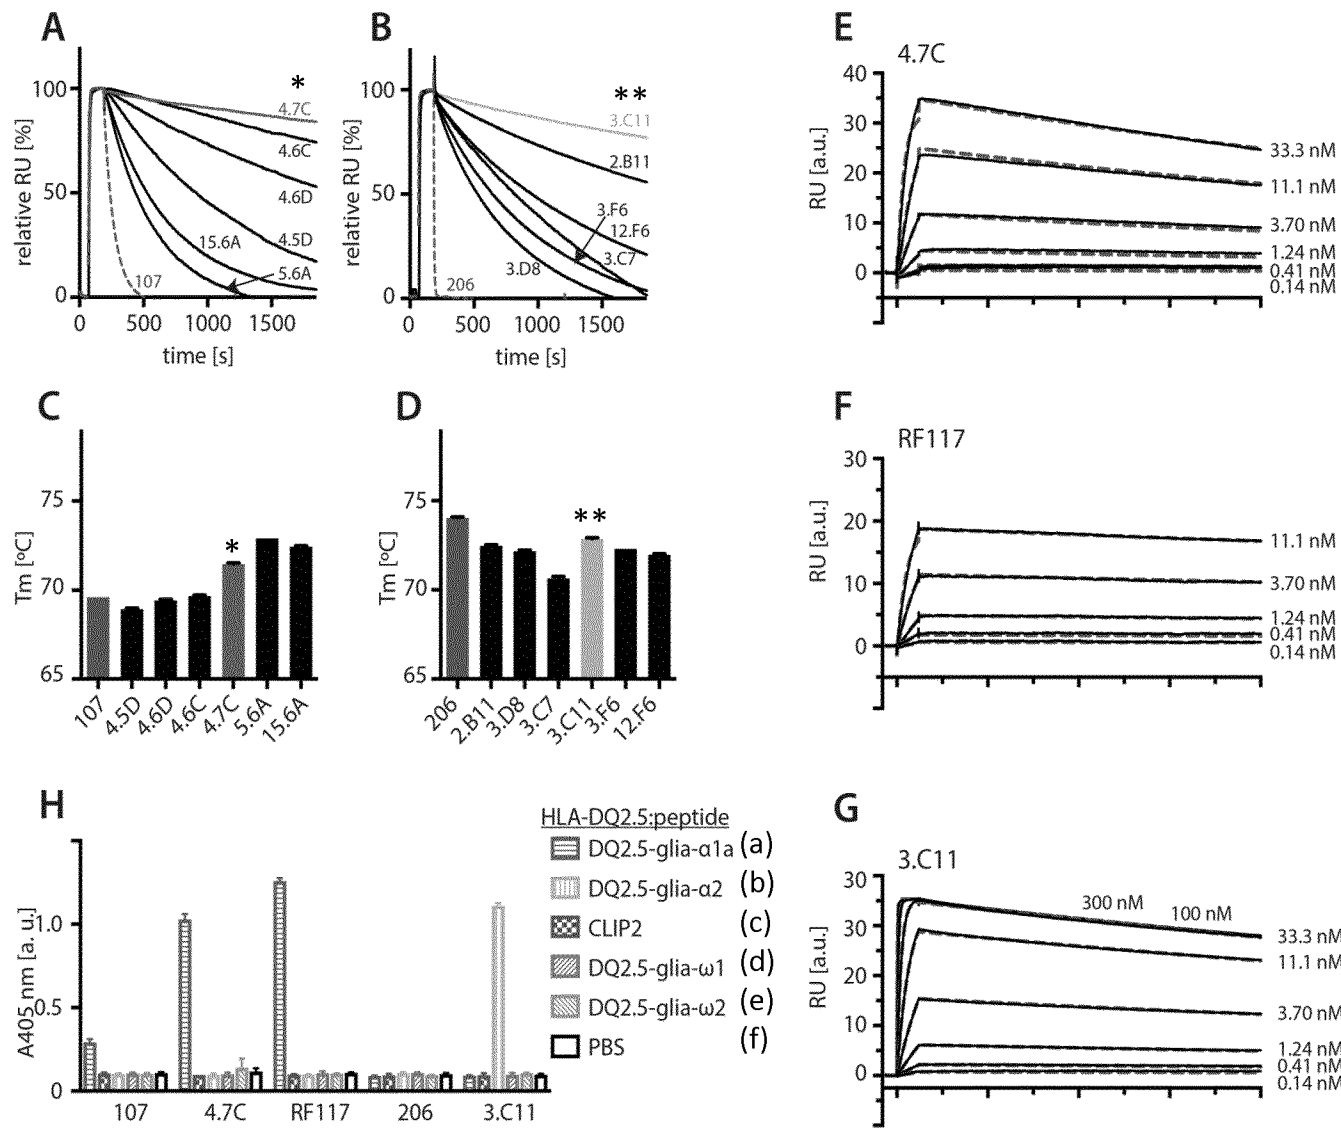 A
100
50
0
relative RU [%]
*
4.7C
4.6C
4.6D
4.5D
15.6A
5.6A
107
0 500 1000 1500
time [s]
B
100
50
0
relative RU [%]
**
3.C11
2.B11
3.F6
12.F6
3.C7
3.D8
206
0 500 1000 1500
time [s]
C
75
70
65
Tm [ºC]
*
107 4.5D 4.6D 4.6C 4.7C 5.6A 15.6A
D
75
70
65
Tm [ºC]
**
206 2.B11 3.D8 3.C7 3.C11 3.F6 12.F6
E
4.7C
40
30
20
10
0
RU [a.u.]
33.3 nM
11.1 nM
3.70 nM
1.24 nM
0.41 nM
0.14 nM
F
RF117
30
20
10
0
RU [a.u.]
11.1 nM
3.70 nM
1.24 nM
0.41 nM
0.14 nM
G
3.C11
30
30
20
10
0
RU [a.u.]
300 nM
100 nM
33.3 nM
11.1 nM
3.70 nM
1.24 nM
0.41 nM
0.14 nM
H
1.0
0.5
0
A405 nm [a. u.]
107 4.7C RF117 206 3.C11
HLA-DQ2.5:peptide
DQ2.5-glia-α1a (a)
DQ2.5-glia-α2 (b)
CLIP2 (c)
DQ2.5-glia-ω1 (d)
DQ2.5-glia-ω2 (e)
PBS (f)